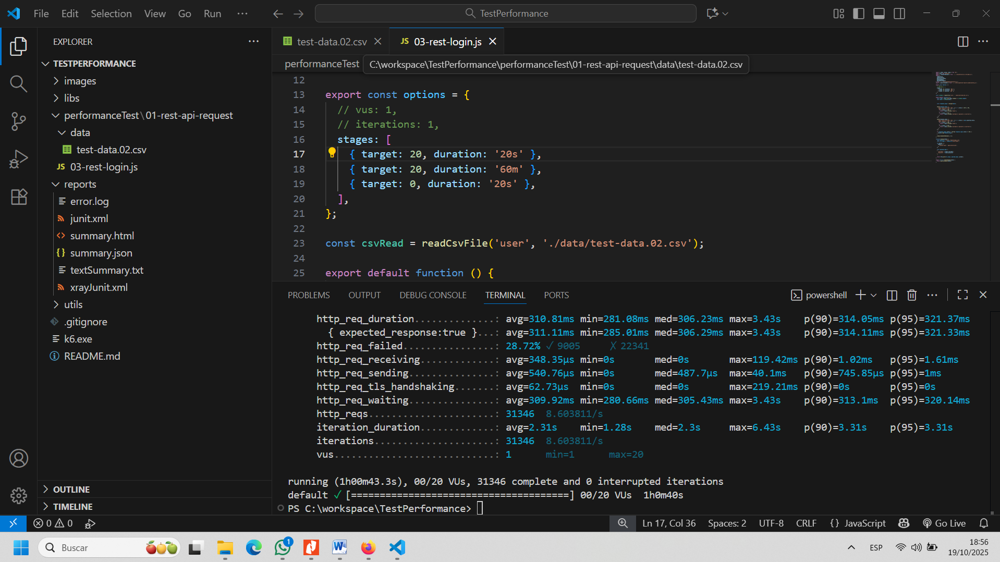 File Edit Selection View Go Run ··· TestPerformance
EXPLORER
TESTPERFORMANCE
images
libs
performanceTest\01-rest-api-request
data
test-data.02.csv
JS 03-rest-login.js
reports
error.log
junit.xml
summary.html
{} summary.json
textSummary.txt
xrayJunit.xml
utils
.gitignore
k6.exe
README.md
OUTLINE
TIMELINE
test-data.02.csv
JS 03-rest-login.js
performanceTest
C:\workspace\TestPerformance\performanceTest\01-rest-api-request\data\test-data.02.csv
12
13 export const options = {
14 // vus: 1,
15 // iterations: 1,
16 stages: [
17 { target: 20, duration: '20s' },
18 { target: 20, duration: '60m' },
19 { target: 0, duration: '20s' },
20 ],
21 };
22
23 const csvRead = readCsvFile('user', './data/test-data.02.csv');
24
25 export default function () {
PROBLEMS OUTPUT DEBUG CONSOLE TERMINAL PORTS powershell
http_req_duration..............: avg=310.81ms min=281.08ms med=306.23ms max=3.43s p(90)=314.05ms p(95)=321.37ms
{ expected_response:true }...: avg=311.11ms min=285.01ms med=306.29ms max=3.43s p(90)=314.11ms p(95)=321.33ms
http_req_failed................: 28.72% ✓ 9005 ✗ 22341
http_req_receiving.............: avg=348.35µs min=0s med=0s max=119.42ms p(90)=1.02ms p(95)=1.61ms
http_req_sending...............: avg=540.76µs min=0s med=487.7µs max=40.1ms p(90)=745.85µs p(95)=1ms
http_req_tls_handshaking.......: avg=62.73µs min=0s med=0s max=219.21ms p(90)=0s p(95)=0s
http_req_waiting...............: avg=309.92ms min=280.66ms med=305.43ms max=3.43s p(90)=313.1ms p(95)=320.14ms
http_reqs......................: 31346 8.603811/s
iteration_duration.............: avg=2.31s min=1.28s med=2.3s max=6.43s p(90)=3.31s p(95)=3.31s
iterations.....................: 31346 8.603811/s
vus............................: 1 min=1 max=20
running (1h00m43.3s), 00/20 VUs, 31346 complete and 0 interrupted iterations
default ✓ [======================================] 00/20 VUs 1h0m40s
PS C:\workspace\TestPerformance>
0 0 Ln 17, Col 36 Spaces: 2 UTF-8 CRLF {} JavaScript Go Live
Buscar 1 ESP 18:56
19/10/2025